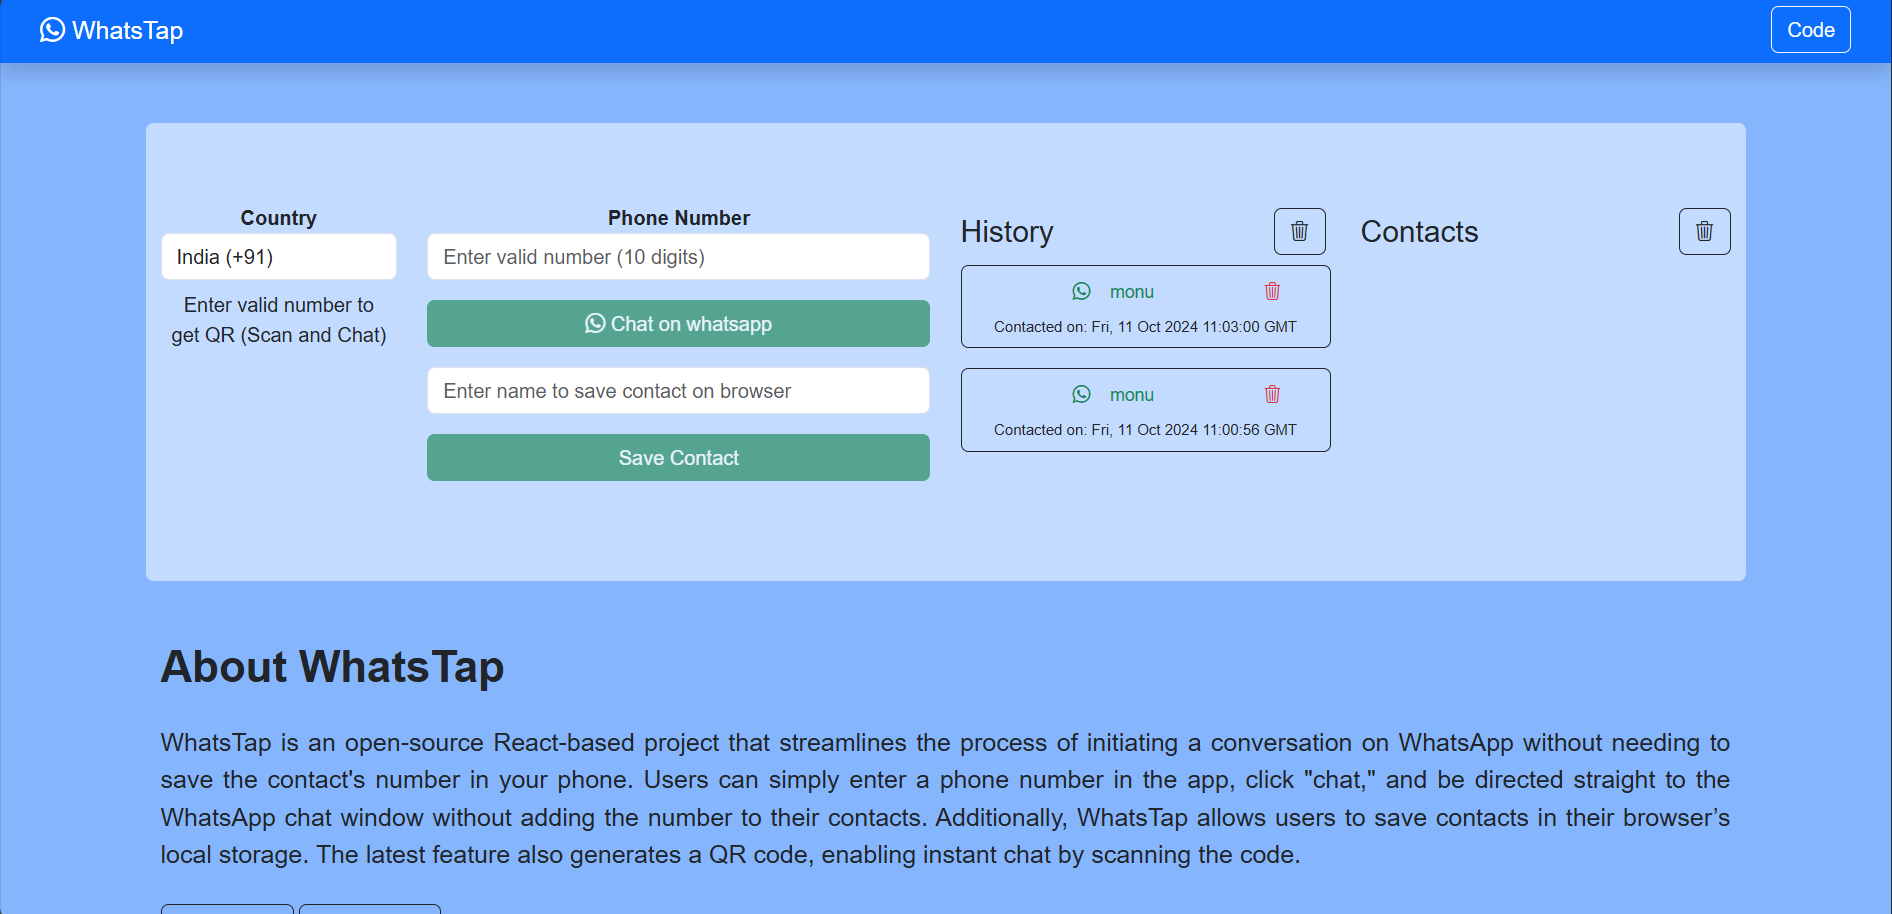 WhatsTap
Code
Country
India (+91)
Enter valid number to
get QR (Scan and Chat)
Phone Number
Enter valid number (10 digits)
Chat on whatsapp
Enter name to save contact on browser
Save Contact
History
monu
Contacted on: Fri, 11 Oct 2024 11:03:00 GMT
monu
Contacted on: Fri, 11 Oct 2024 11:00:56 GMT
Contacts
About WhatsTap
WhatsTap is an open-source React-based project that streamlines the process of initiating a conversation on WhatsApp without needing to
save the contact's number in your phone. Users can simply enter a phone number in the app, click "chat," and be directed straight to the
WhatsApp chat window without adding the number to their contacts. Additionally, WhatsTap allows users to save contacts in their browser’s
local storage. The latest feature also generates a QR code, enabling instant chat by scanning the code.